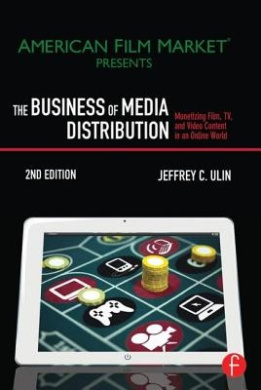 AMERICAN FILM MARKET®
PRESENTS
THE BUSINESS OF MEDIA
DISTRIBUTION
Monetizing Film, TV,
and Video Content
in an Online World
2ND EDITION
JEFFREY C. ULIN
f